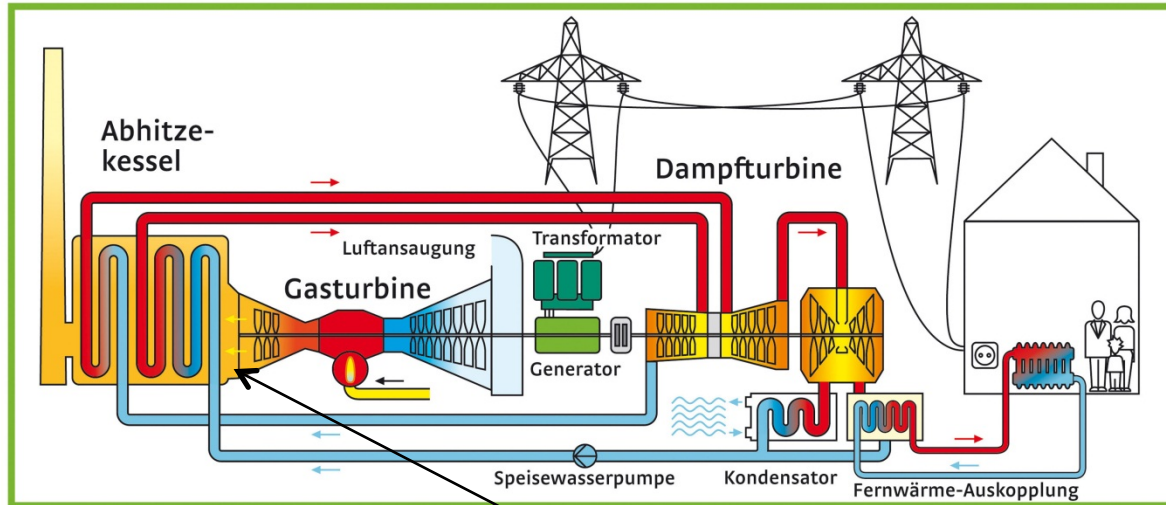 Abhitze-
kessel
Dampfturbine
Luftansaugung
Transformator
Gasturbine
Generator
Speisewasserpumpe
Kondensator
Fernwärme-Auskopplung